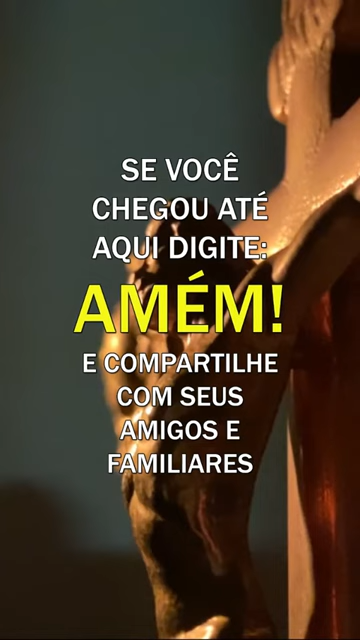 SE VOCÊ
CHEGOU ATÉ
AQUI DIGITE:
AMÉM!
E COMPARTILHE
COM SEUS
AMIGOS E
FAMILIARES